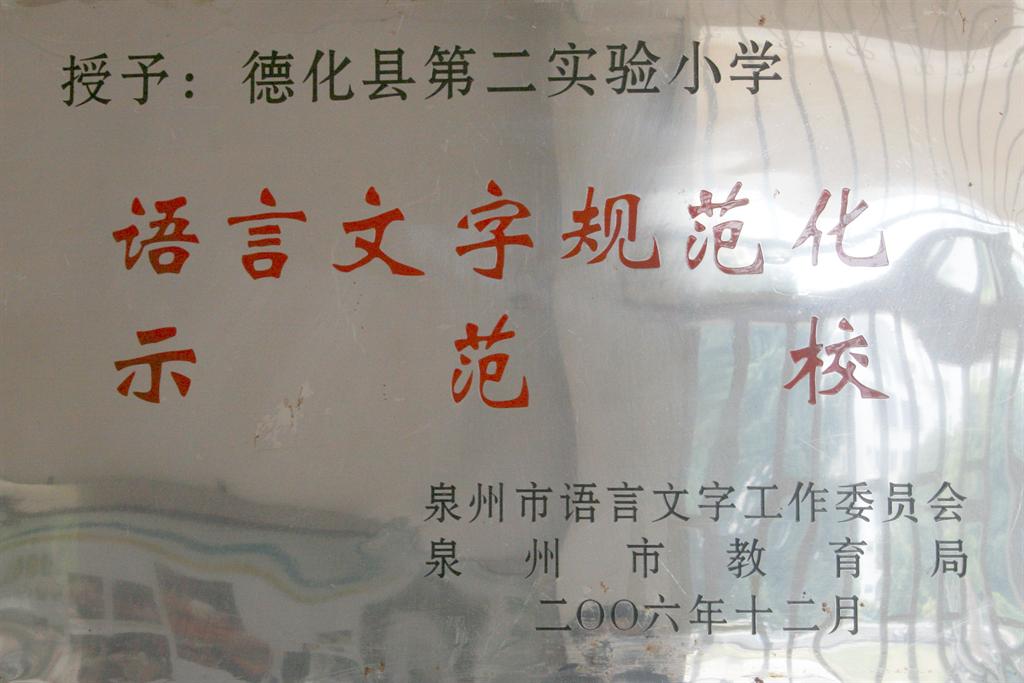 授予：德化县第二实验小学
语言文字规范化
示范校
泉州市语言文字工作委员会
泉州市教育局
二〇〇六年十二月